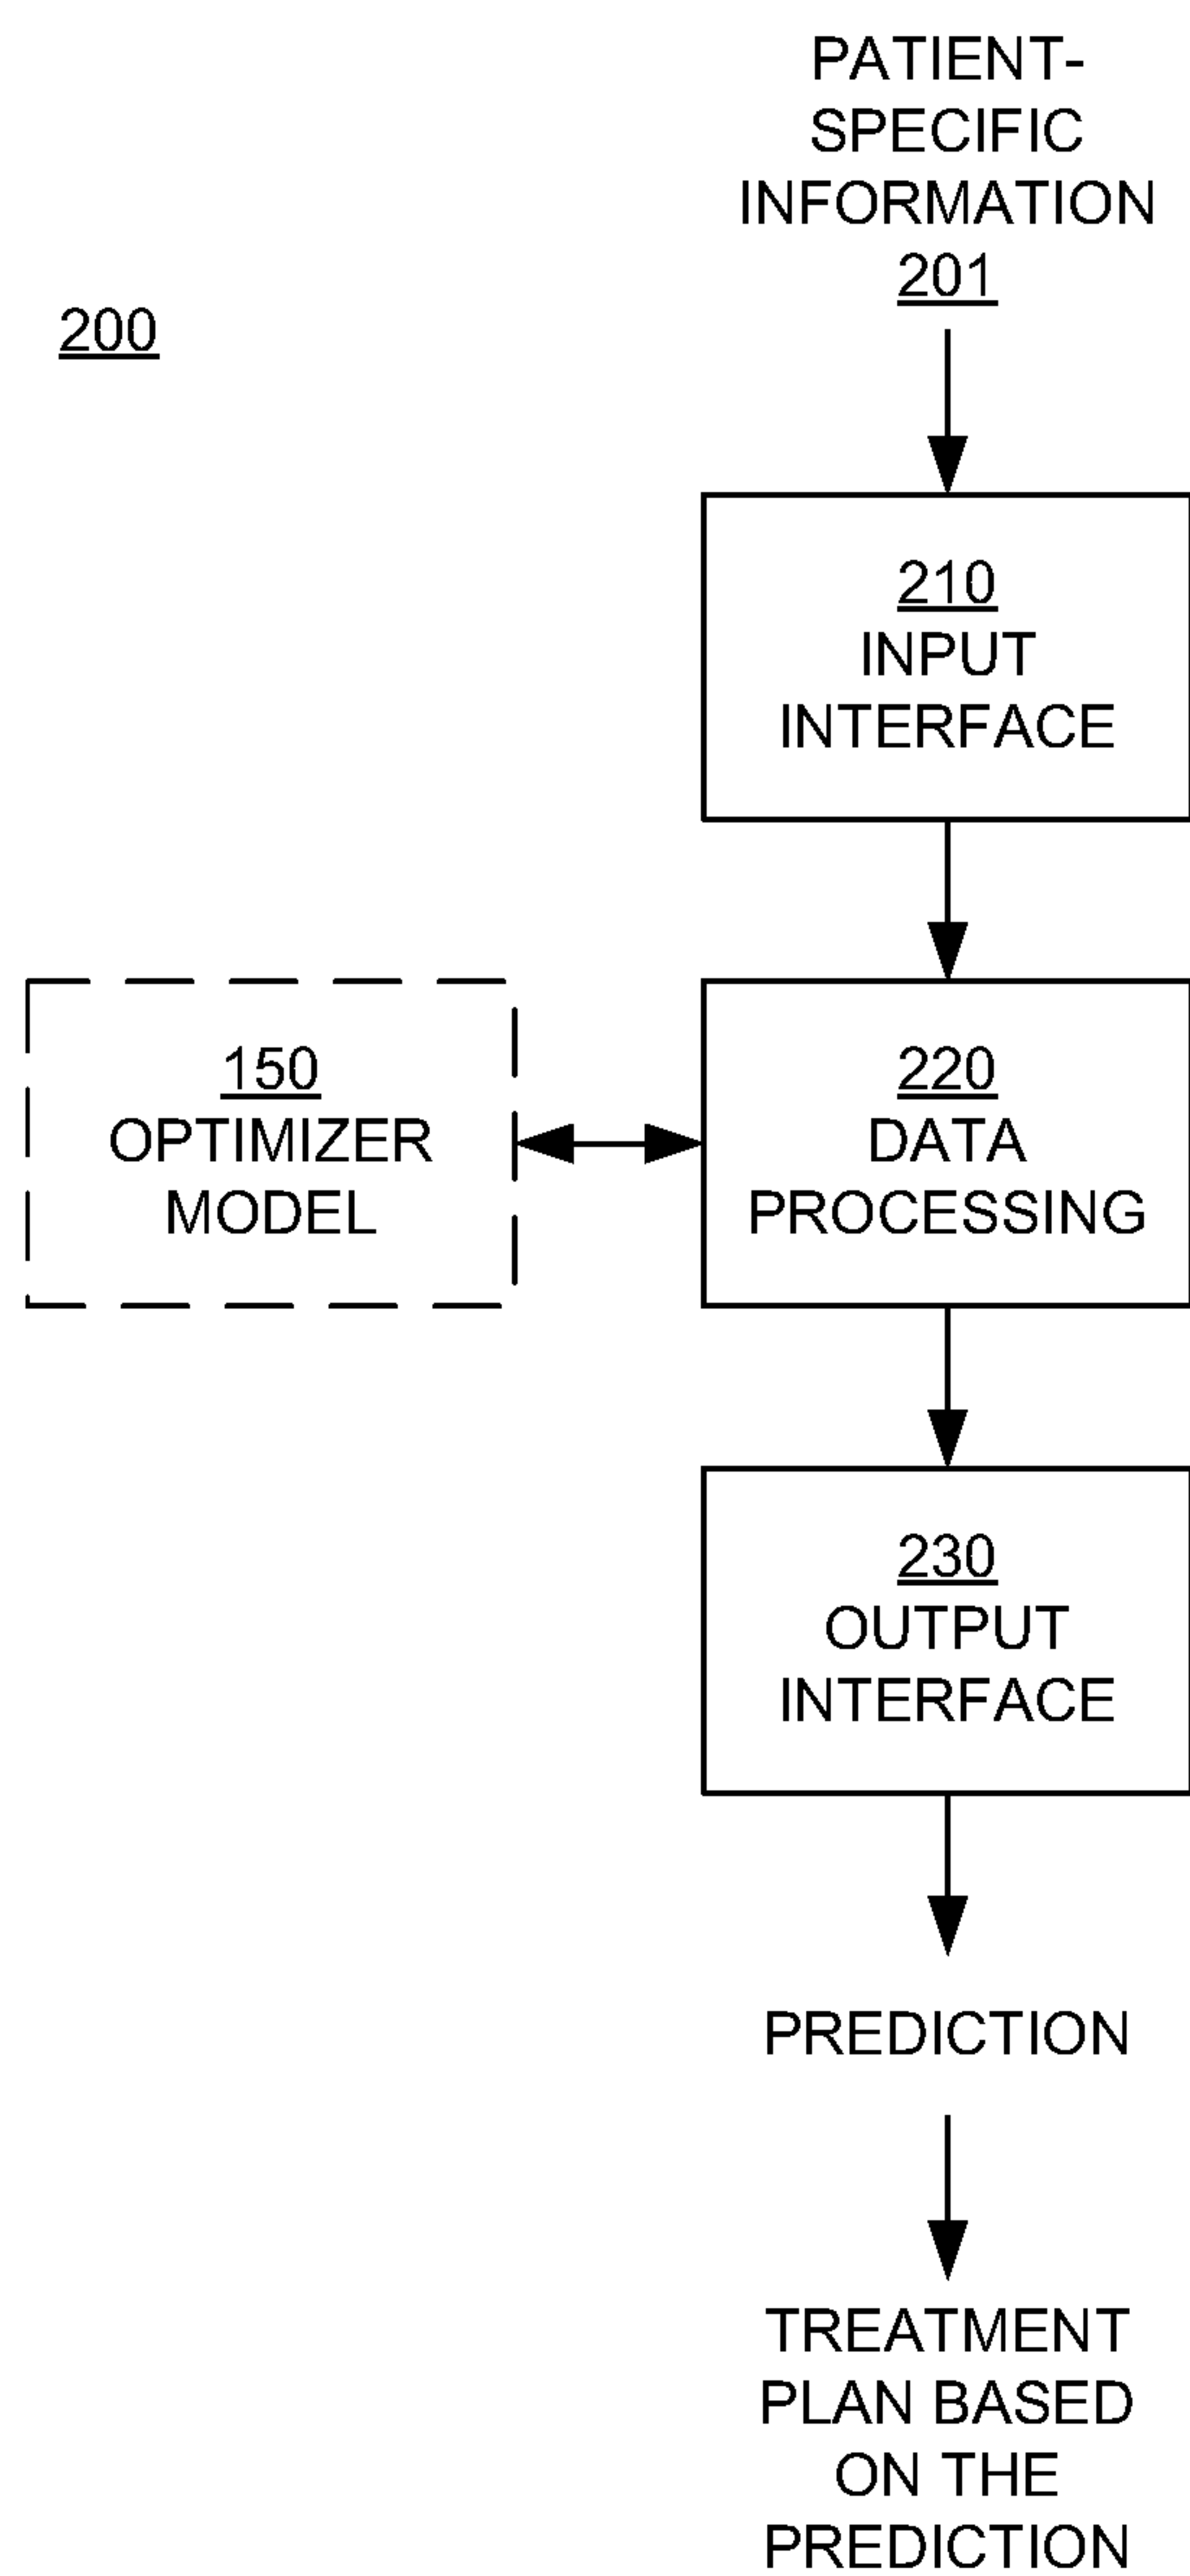 PATIENT-
SPECIFIC
INFORMATION
201
200
210
INPUT
INTERFACE
150
OPTIMIZER
MODEL
220
DATA
PROCESSING
230
OUTPUT
INTERFACE
PREDICTION
TREATMENT
PLAN BASED
ON THE
PREDICTION